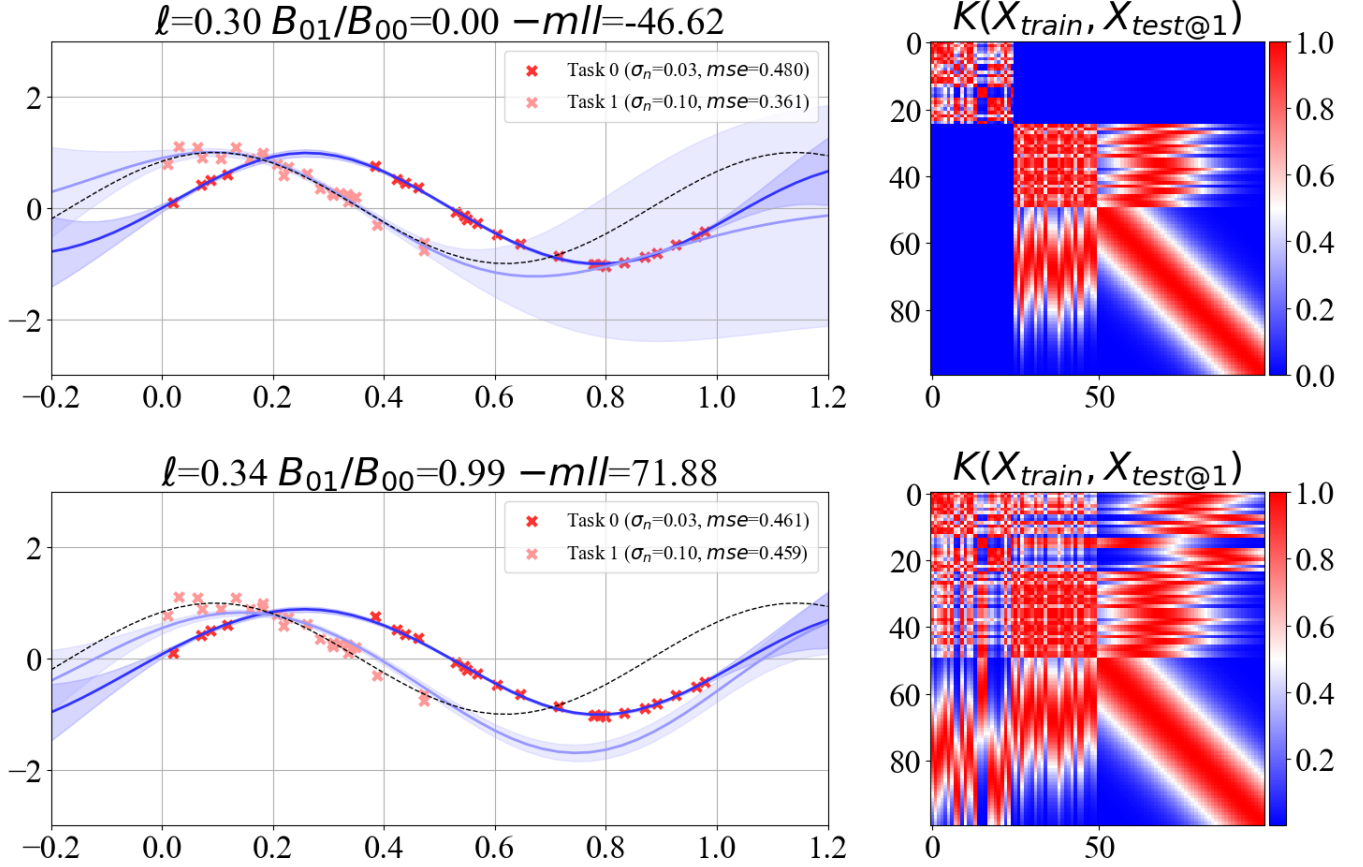 ℓ=0.30 B₀₁/B₀₀=0.00 −mll=-46.62
K(X_train, X_test@1)
Task 0 (σₙ=0.03, mse=0.480)
Task 1 (σₙ=0.10, mse=0.361)
2
0
−2
−0.2 0.0 0.2 0.4 0.6 0.8 1.0 1.2
0
20
40
60
80
0 50
1.0
0.8
0.6
0.4
0.2
0.0
ℓ=0.34 B₀₁/B₀₀=0.99 −mll=71.88
K(X_train, X_test@1)
Task 0 (σₙ=0.03, mse=0.461)
Task 1 (σₙ=0.10, mse=0.459)
2
0
−2
−0.2 0.0 0.2 0.4 0.6 0.8 1.0 1.2
0
20
40
60
80
0 50
1.0
0.8
0.6
0.4
0.2